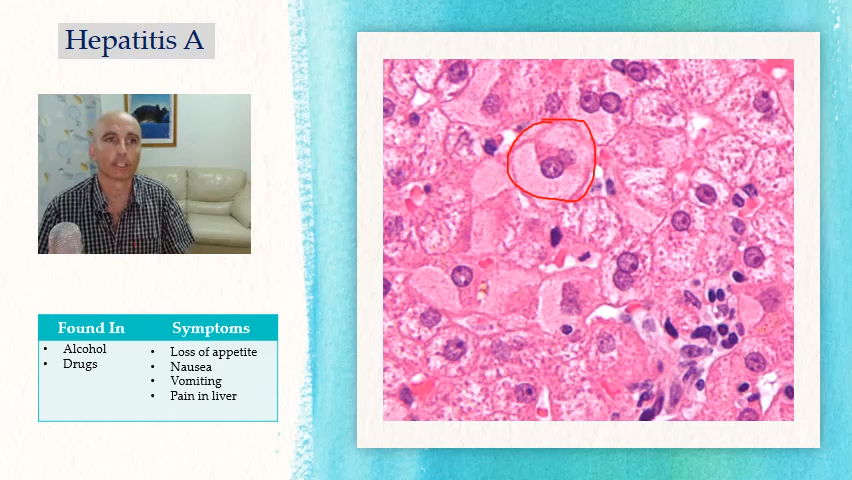 Hepatitis A
Found In Symptoms
• Alcohol
• Drugs
• Loss of appetite
• Nausea
• Vomiting
• Pain in liver